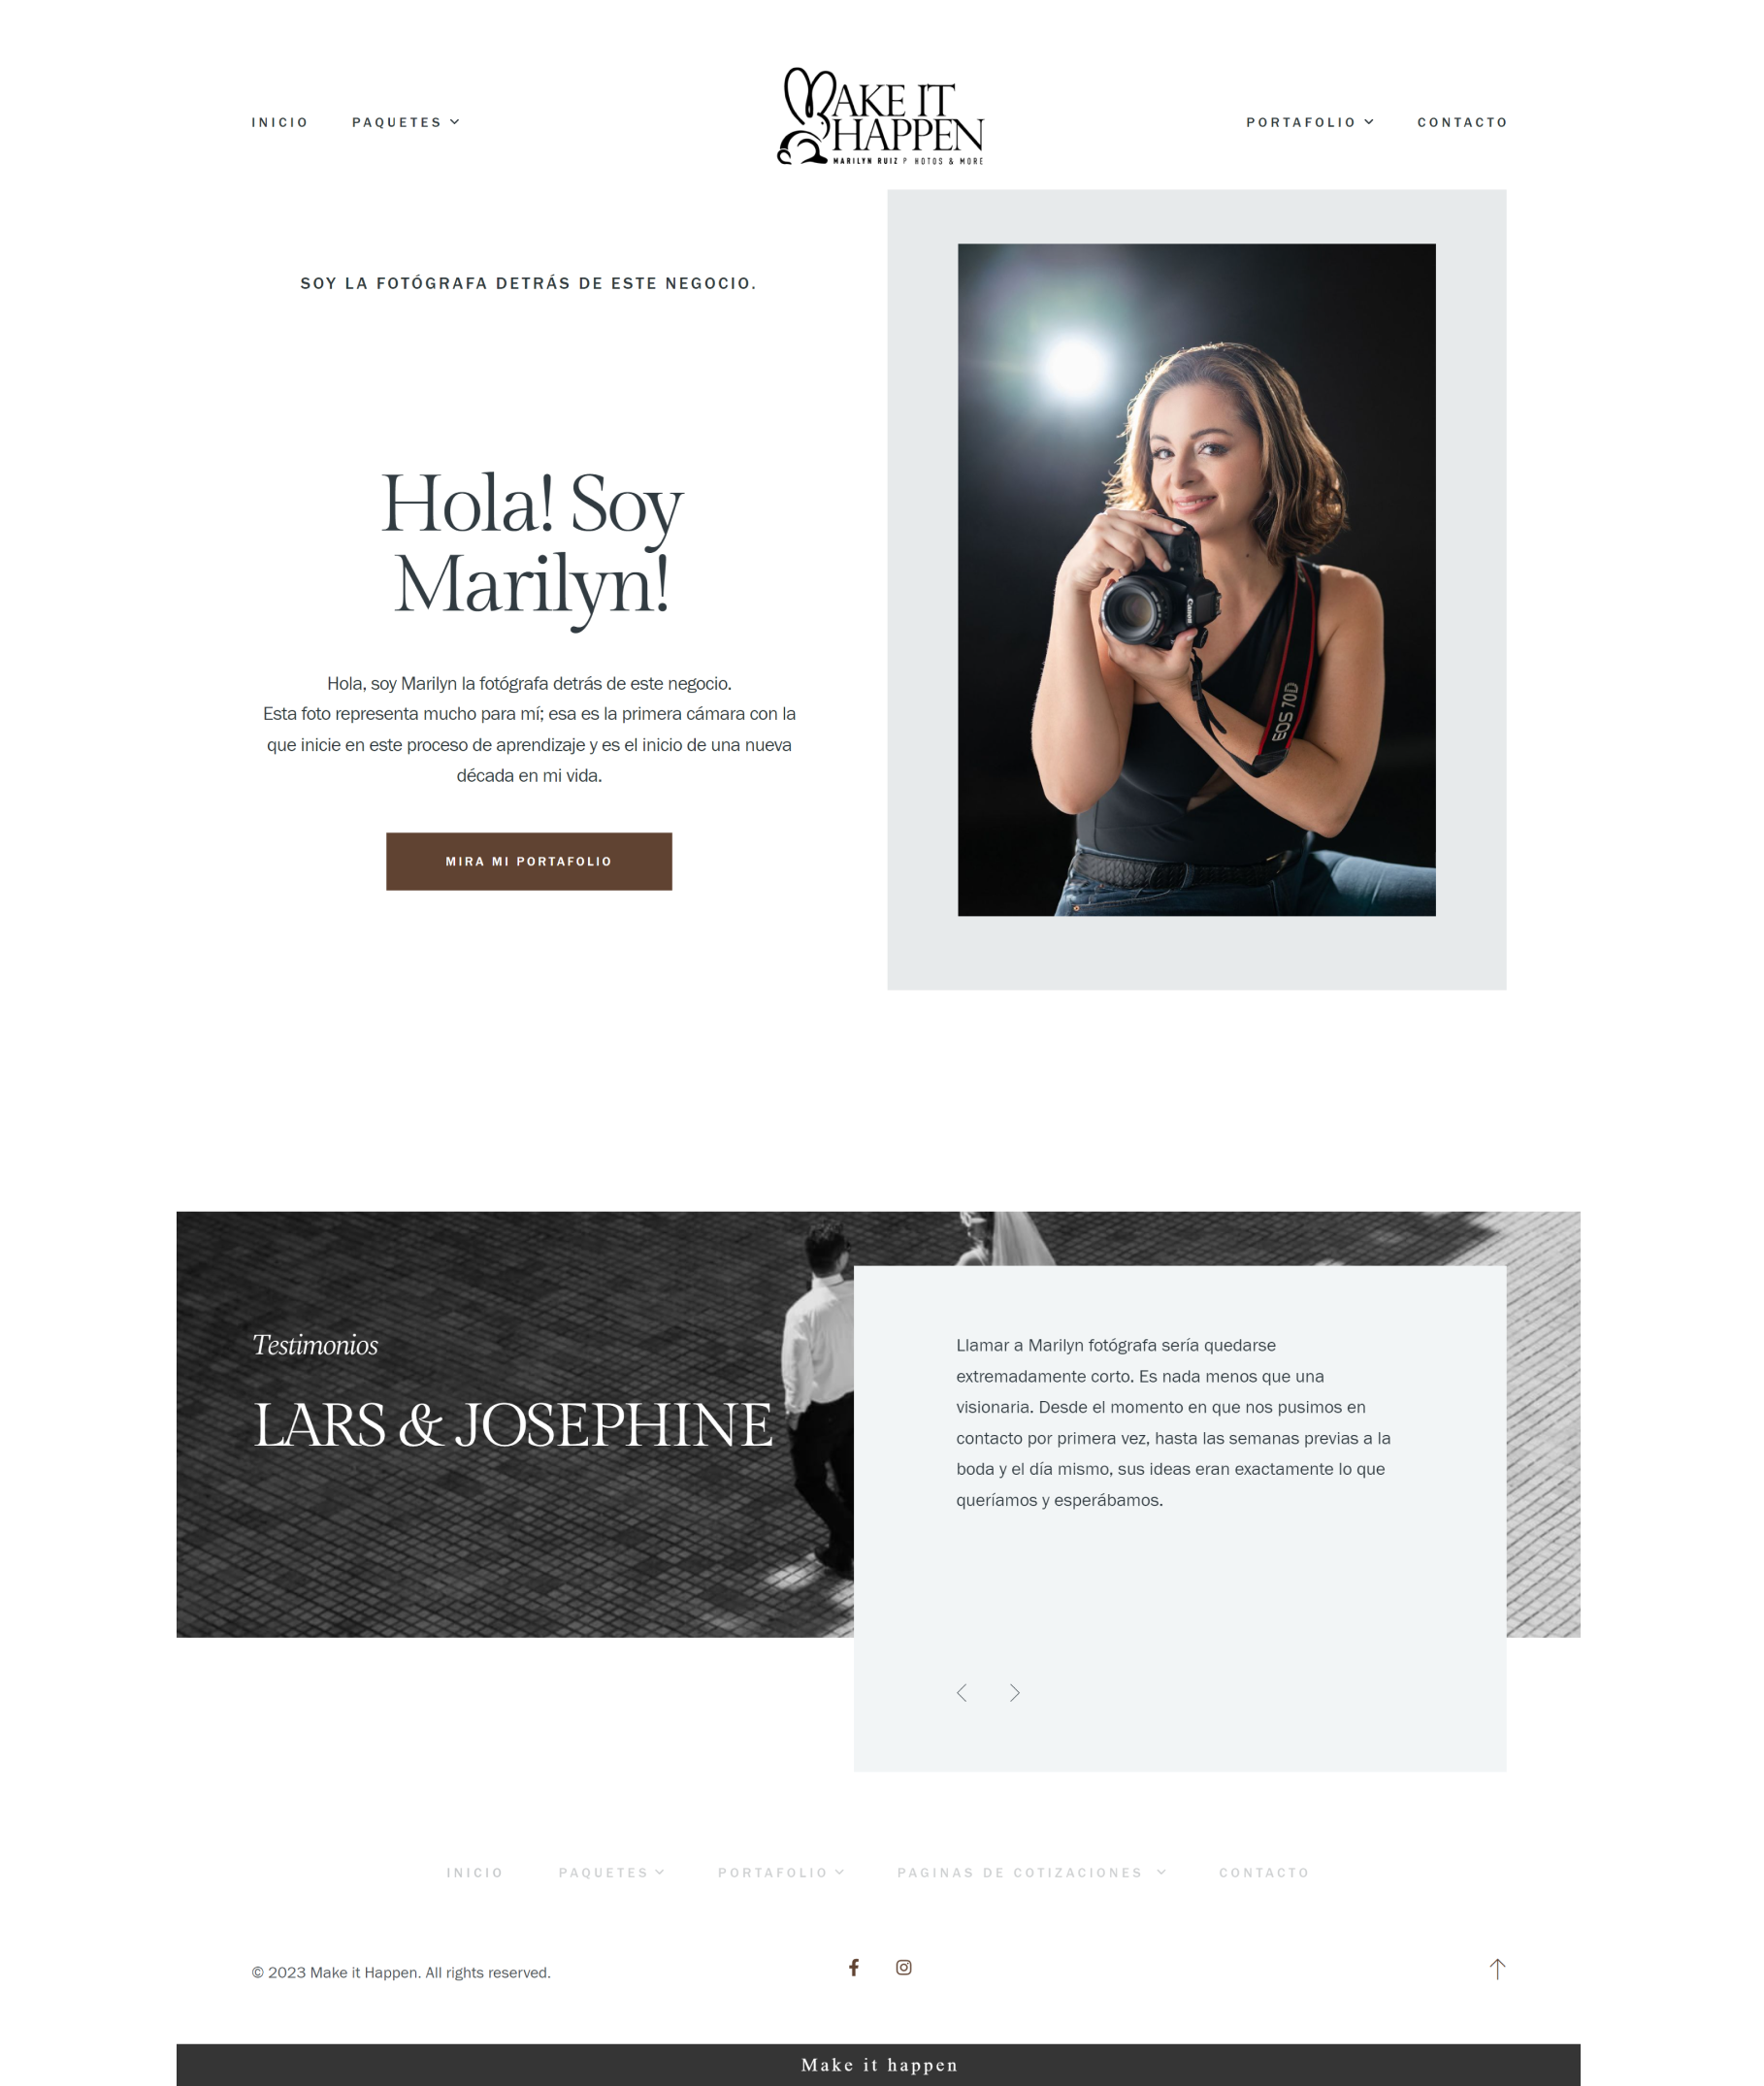 INICIO
PAQUETES
MAKE IT
HAPPEN
MARILYN RUIZ P HOTOS & MORE
PORTAFOLIO
CONTACTO
SOY LA FOTÓGRAFA DETRÁS DE ESTE NEGOCIO.
Hola! Soy
Marilyn!
Hola, soy Marilyn la fotógrafa detrás de este negocio.
Esta foto representa mucho para mí; esa es la primera cámara con la
que inicie en este proceso de aprendizaje y es el inicio de una nueva
década en mi vida.
MIRA MI PORTAFOLIO
Canon
EOS 70D
Testimonios
LARS & JOSEPHINE
Llamar a Marilyn fotógrafa sería quedarse
extremadamente corto. Es nada menos que una
visionaria. Desde el momento en que nos pusimos en
contacto por primera vez, hasta las semanas previas a la
boda y el día mismo, sus ideas eran exactamente lo que
queríamos y esperábamos.
INICIO
PAQUETES
PORTAFOLIO
PAGINAS DE COTIZACIONES
CONTACTO
© 2023 Make it Happen. All rights reserved.
Make it happen